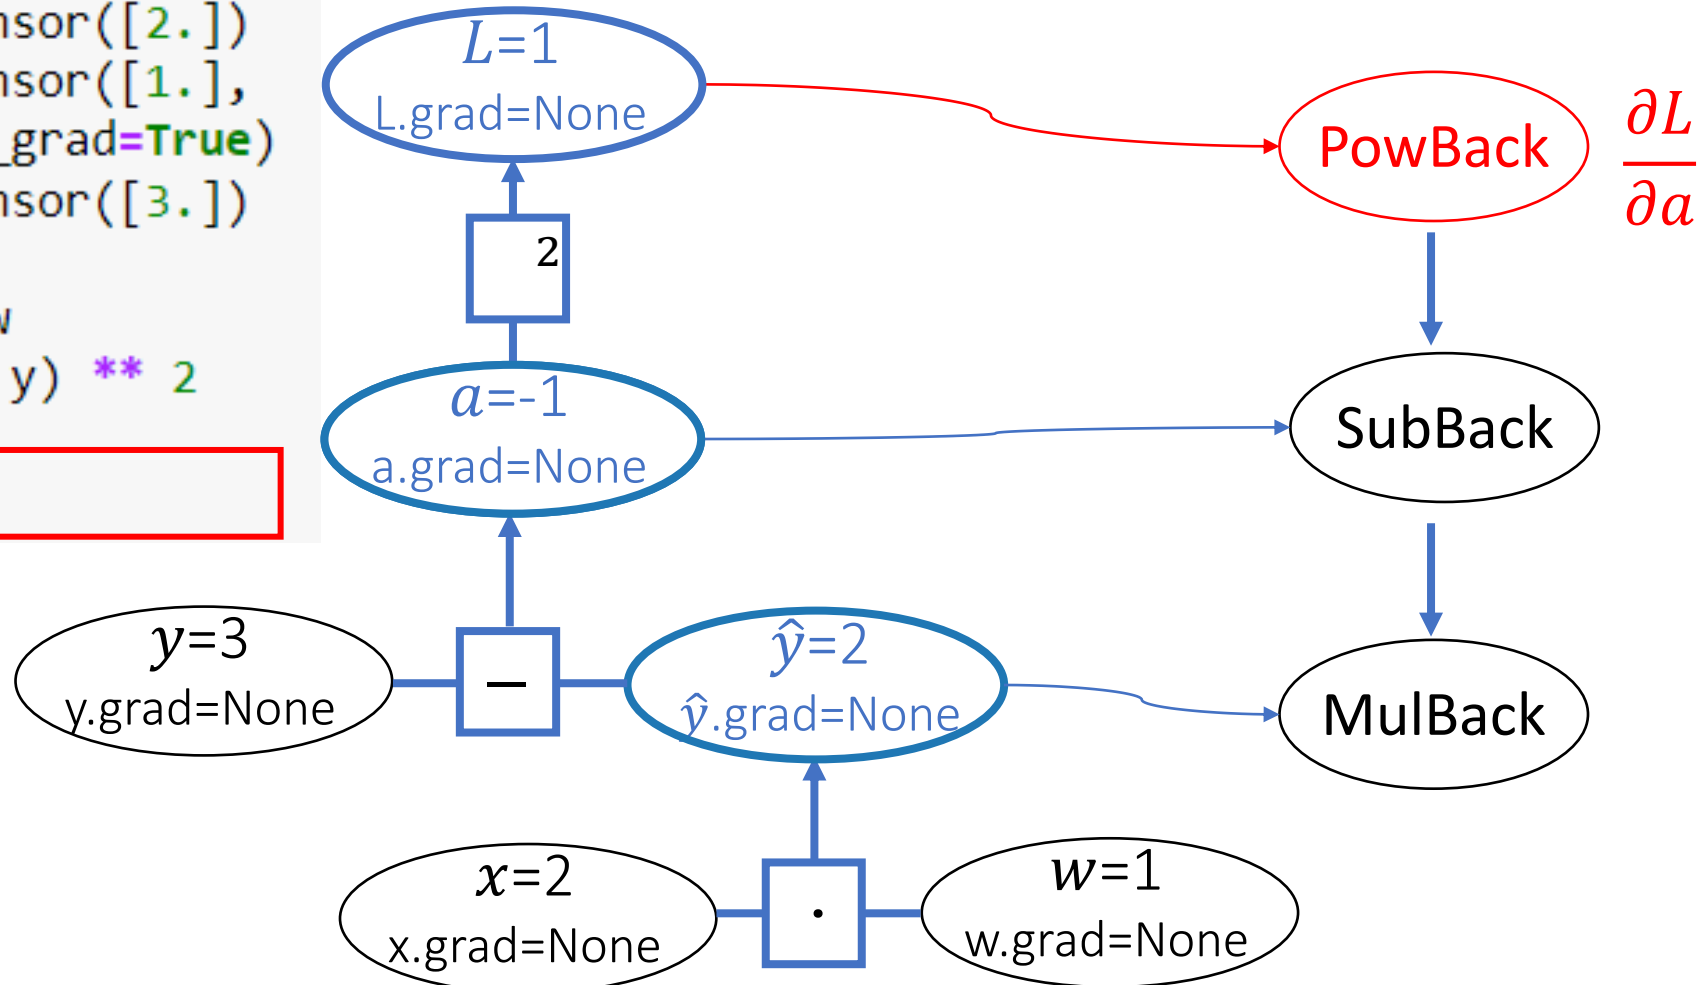 nsor([2.])
nsor([1.],
_grad=True)
nsor([3.])
w
y) ** 2
L=1
L.grad=None
PowBack
∂L
∂a
2
a=-1
a.grad=None
SubBack
y=3
y.grad=None
−
ŷ=2
ŷ.grad=None
MulBack
x=2
x.grad=None
·
w=1
w.grad=None